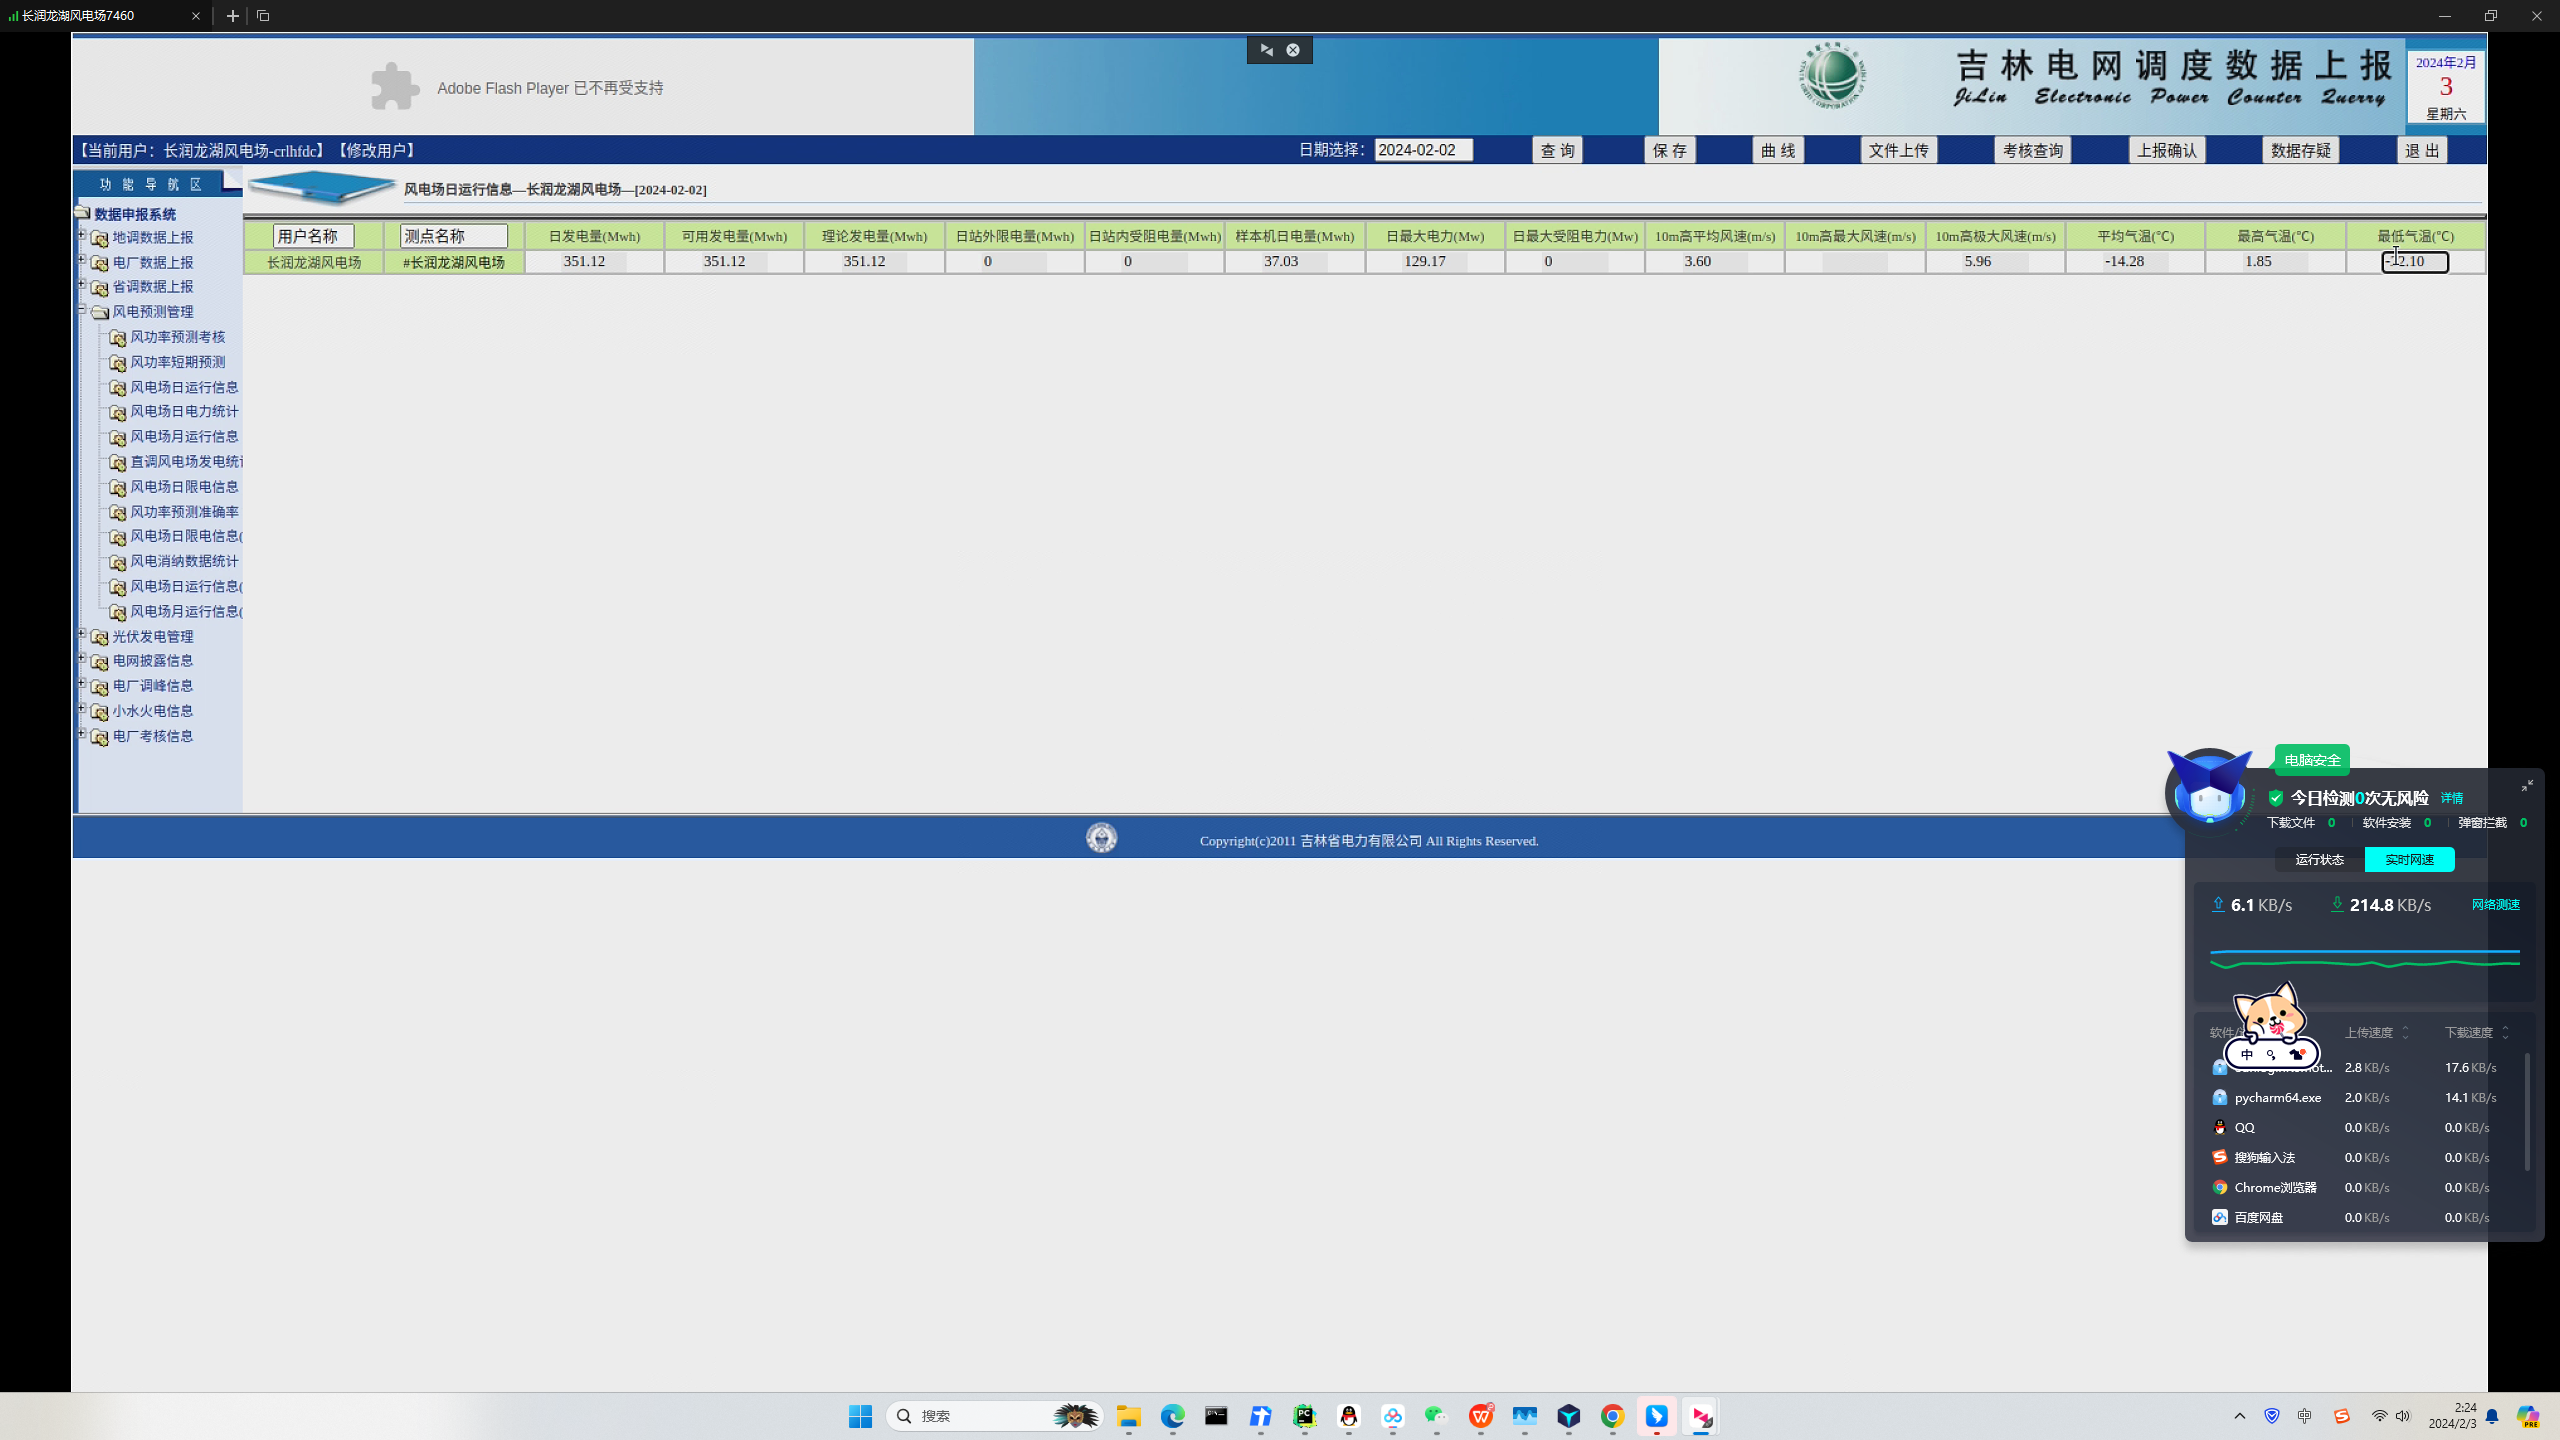 长润龙湖风电场7460
Adobe Flash Player 已不再受支持
吉林电网调度数据上报
JiLin Electronic Power Counter Querry
2024年2月
3
星期六
【当前用户：长润龙湖风电场-crlhfdc】【修改用户】
日期选择： 2024-02-02 查 询 保 存 曲 线 文件上传 考核查询 上报确认 数据存疑 退 出
功 能 导 航 区
风电场日运行信息—长润龙湖风电场—[2024-02-02]
数据申报系统
地调数据上报
电厂数据上报
省调数据上报
风电预测管理
风功率预测考核
风功率短期预测
风电场日运行信息
风电场日电力统计
风电场月运行信息
直调风电场发电统
风电场日限电信息
风功率预测准确率
风电场日限电信息(
风电消纳数据统计
风电场日运行信息(
风电场月运行信息(
光伏发电管理
电网披露信息
电厂调峰信息
小水火电信息
电厂考核信息
用户名称 测点名称 日发电量(Mwh) 可用发电量(Mwh) 理论发电量(Mwh) 日站外限电量(Mwh) 日站内受阻电量(Mwh) 样本机日电量(Mwh) 日最大电力(Mw) 日最大受阻电力(Mw) 10m高平均风速(m/s) 10m高最大风速(m/s) 10m高极大风速(m/s) 平均气温(℃) 最高气温(℃) 最低气温(℃)
长润龙湖风电场 #长润龙湖风电场 351.12 351.12 351.12 0 0 37.03 129.17 0 3.60 5.96 -14.28 1.85
Copyright(c)2011 吉林省电力有限公司 All Rights Reserved.
电脑安全
今日检测0次无风险 详情
下载文件 0 软件安装 0 弹窗拦截 0
运行状态 实时网速
6.1 KB/s 214.8 KB/s 网络测速
软件/ 上传速度 下载速度
中
2.8 KB/s 17.6 KB/s
pycharm64.exe 2.0 KB/s 14.1 KB/s
QQ 0.0 KB/s 0.0 KB/s
搜狗输入法 0.0 KB/s 0.0 KB/s
Chrome浏览器 0.0 KB/s 0.0 KB/s
百度网盘 0.0 KB/s 0.0 KB/s
搜索
中
2:24
2024/2/3
PRE